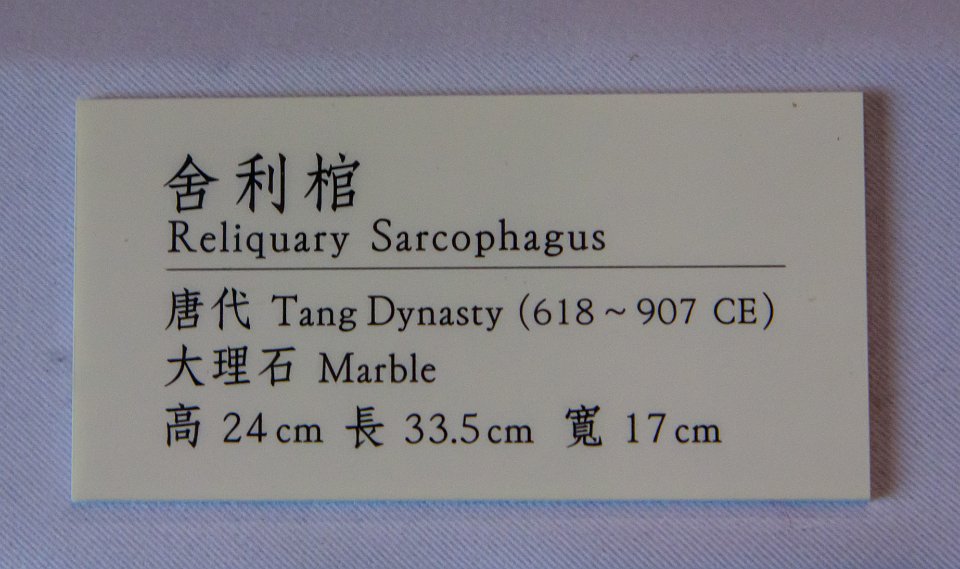 舍利棺
Reliquary Sarcophagus
唐代 Tang Dynasty (618~907 CE)
大理石 Marble
高 24cm 長 33.5cm 寬 17cm